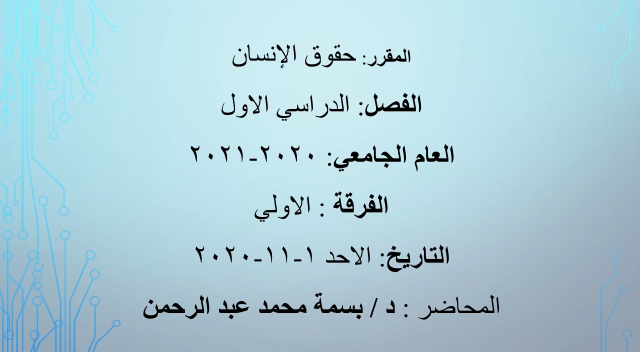 المقرر: حقوق الإنسان
الفصل: الدراسي الاول
العام الجامعي: ٢٠٢٠-٢٠٢١
الفرقة : الاولي
التاريخ: الاحد ١-١١-٢٠٢٠
المحاضر : د / بسمة محمد عبد الرحمن